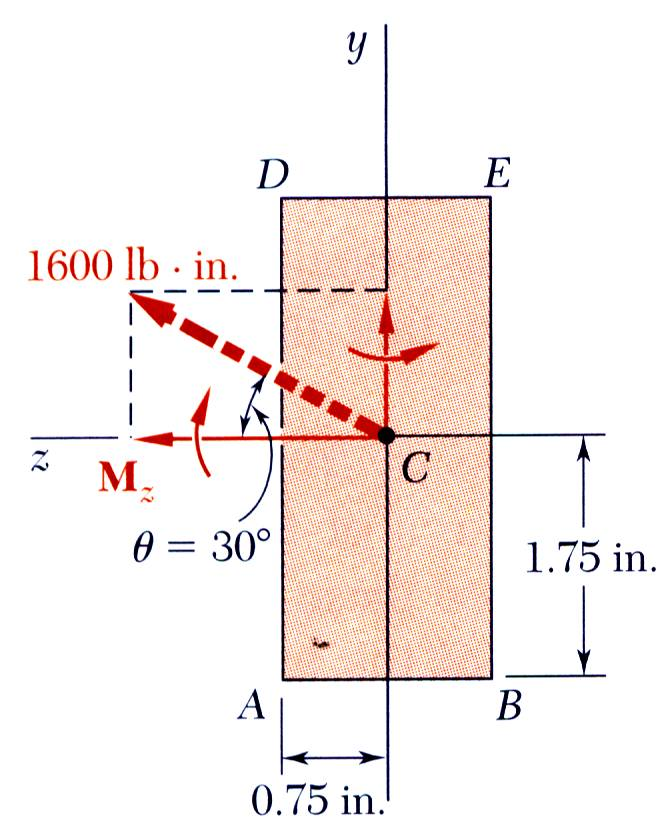 y
D
E
1600 lb · in.
z
M_z
C
θ = 30°
1.75 in.
A
B
0.75 in.